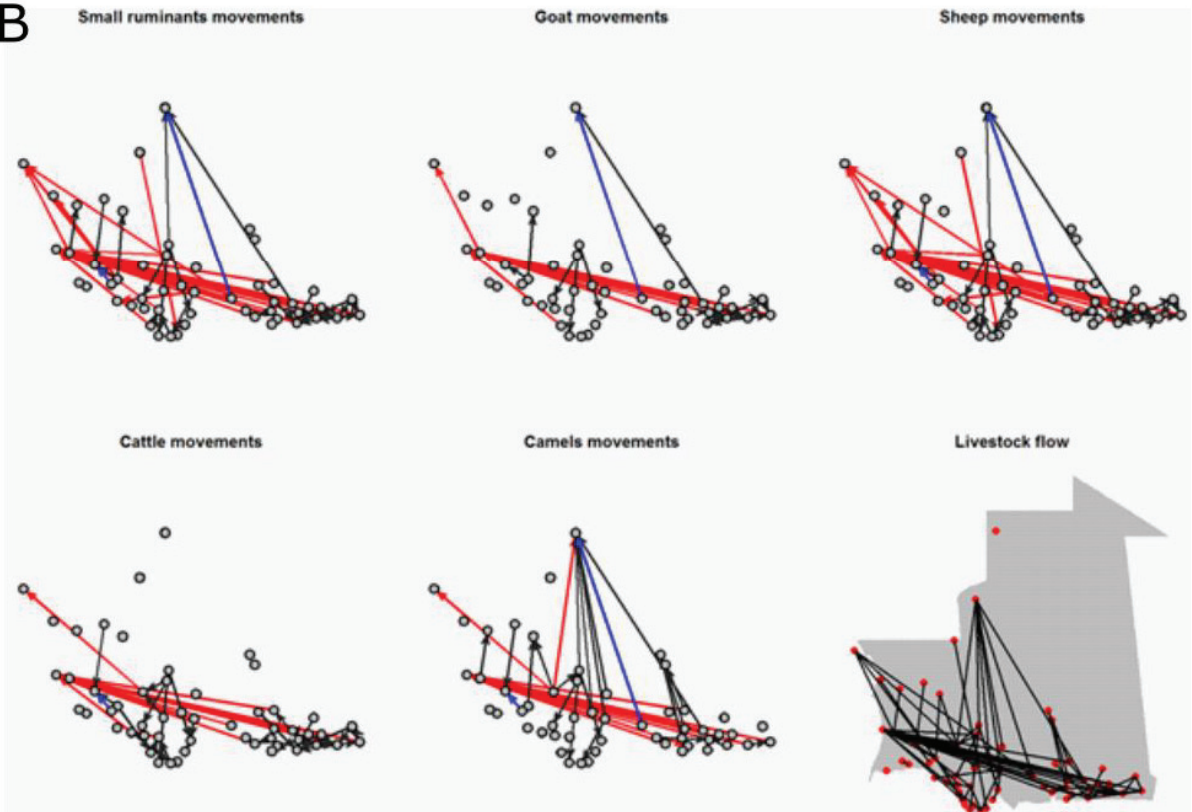 B
Small ruminants movements
Goat movements
Sheep movements
Cattle movements
Camels movements
Livestock flow